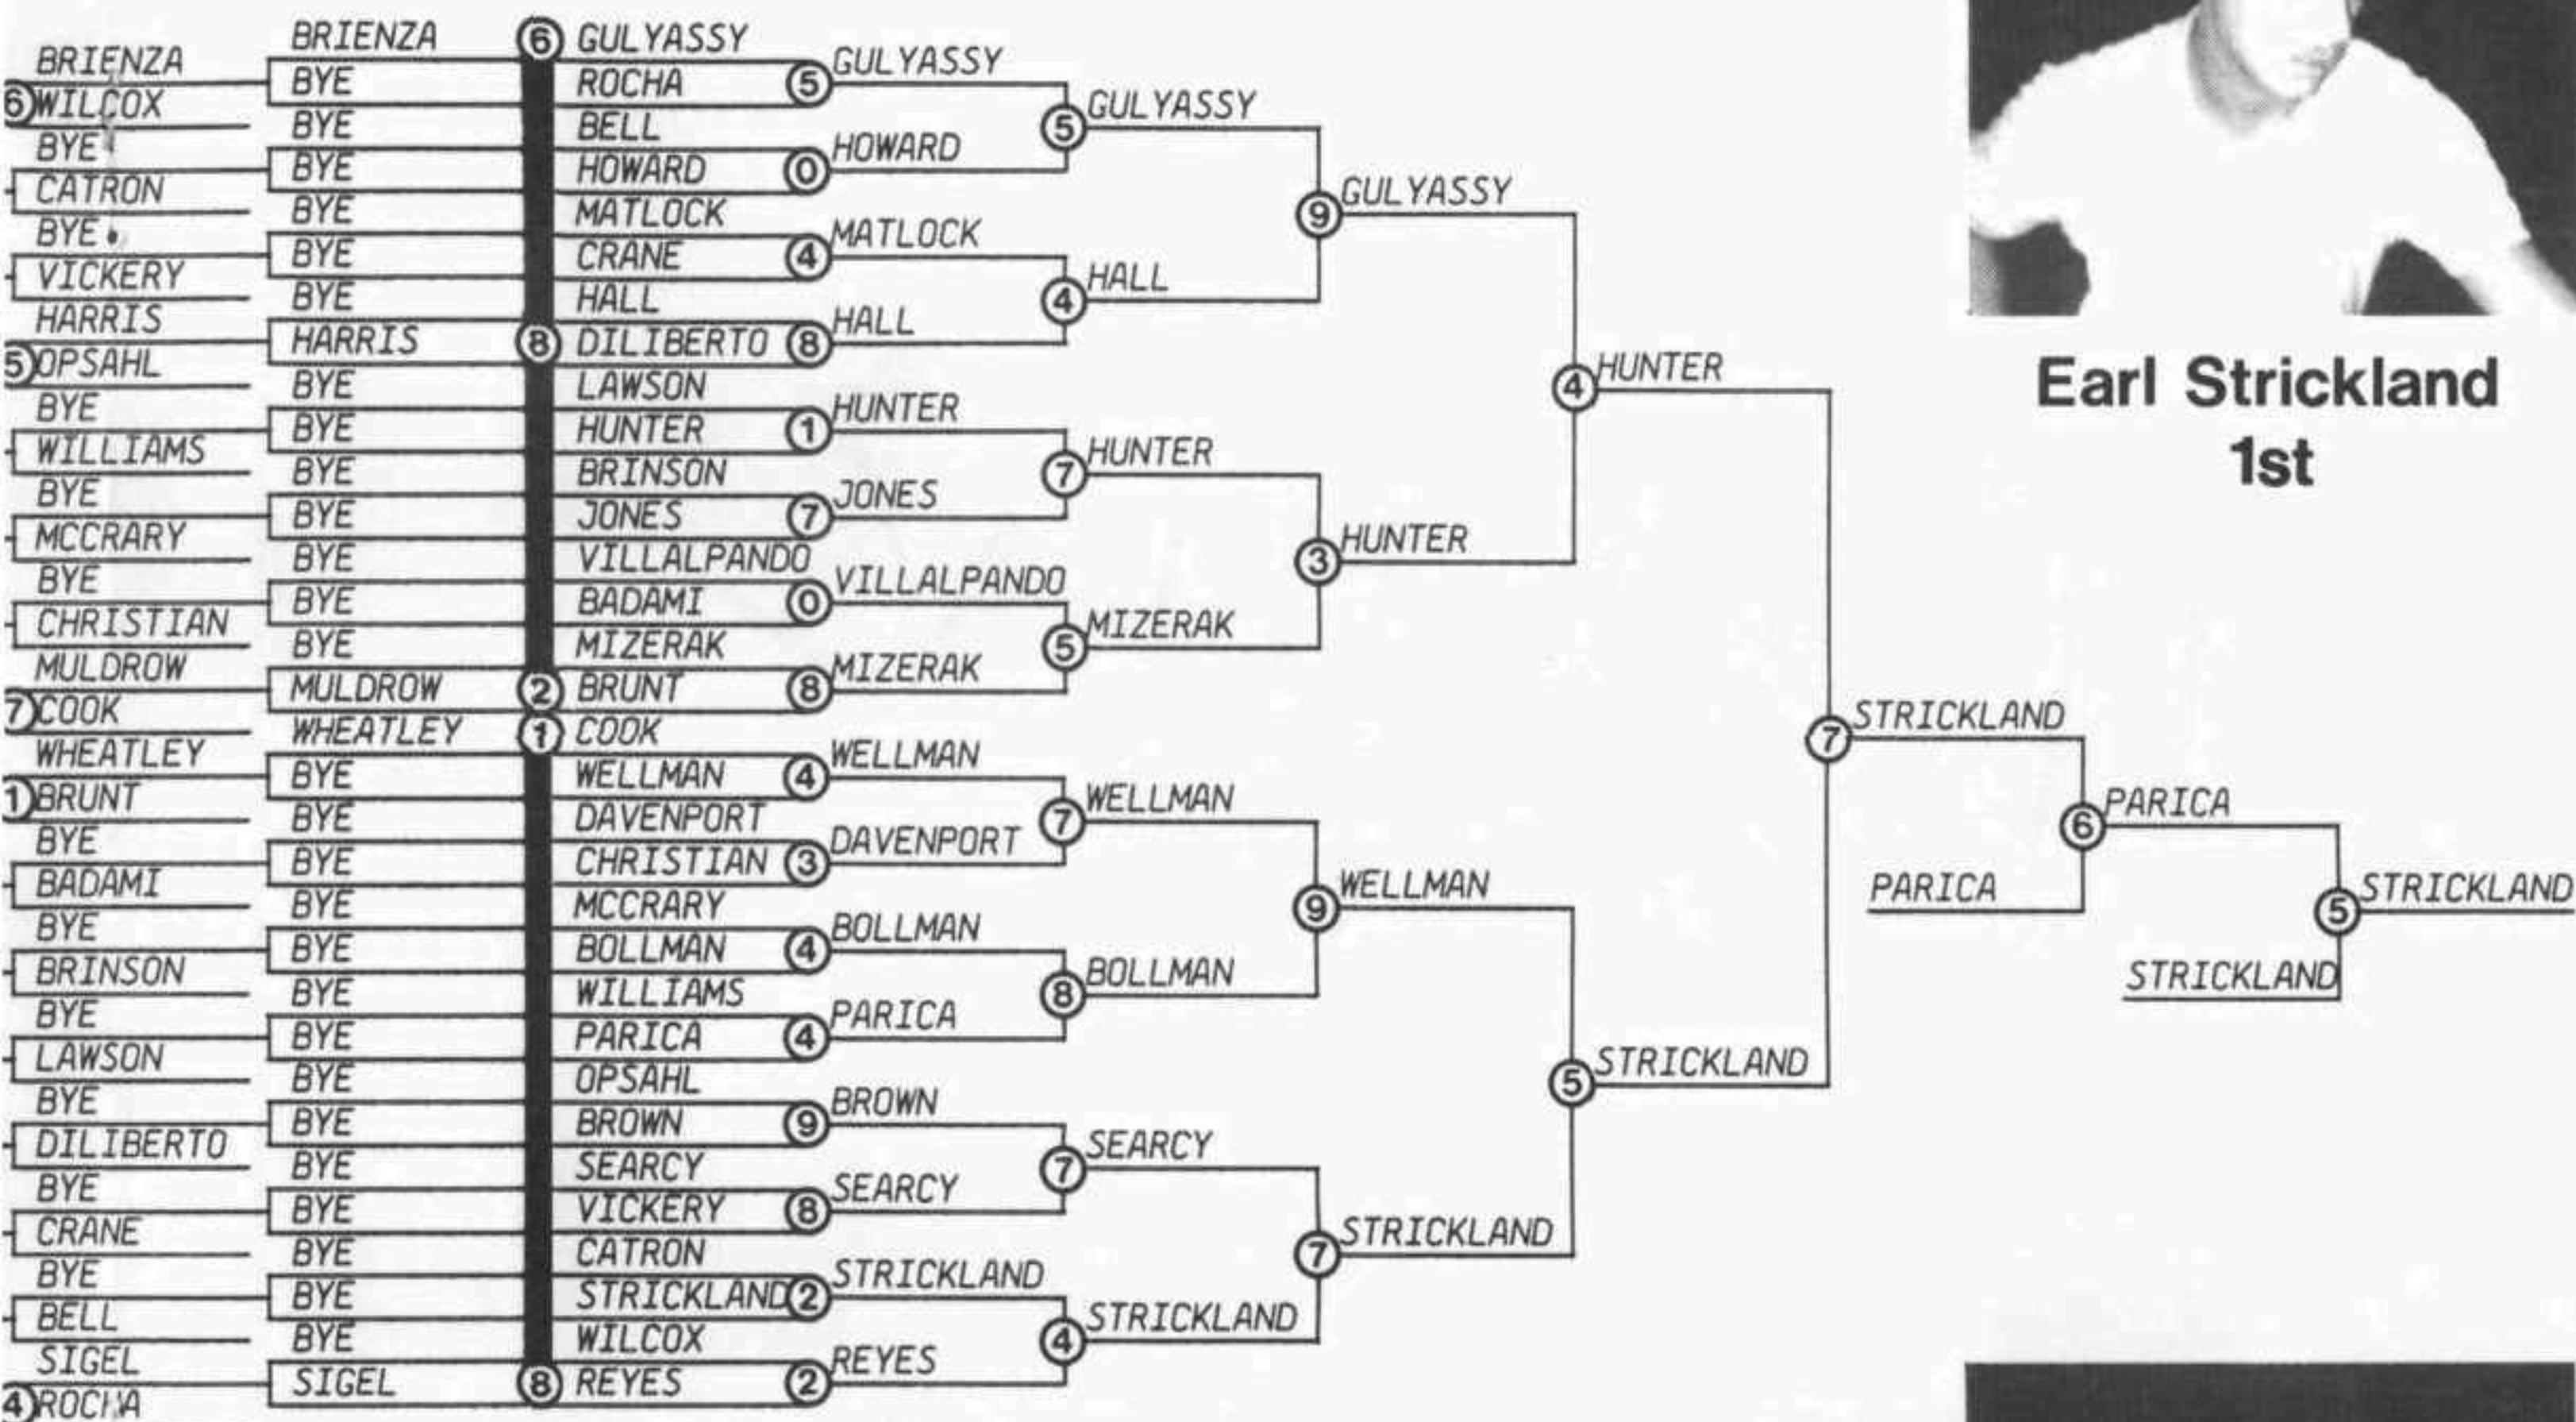 BRIENZA
6 WILCOX
BYE
CATRON
BYE
VICKERY
HARRIS
5 OPSAHL
BYE
WILLIAMS
BYE
MCCRARY
BYE
CHRISTIAN
MULDROW
7 COOK
WHEATLEY
1 BRUNT
BYE
BADAMI
BYE
BRINSON
BYE
LAWSON
BYE
DILIBERTO
BYE
CRANE
BYE
BELL
SIGEL
4 ROCHA
BRIENZA 6
BYE
BYE
BYE
BYE
BYE
BYE
HARRIS 8
BYE
BYE
BYE
BYE
BYE
BYE
BYE
MULDROW 2
WHEATLEY 1
BYE
BYE
BYE
BYE
BYE
BYE
BYE
BYE
BYE
BYE
BYE
BYE
BYE
BYE
SIGEL 8
GULYASSY
ROCHA 5
BELL
HOWARD 0
MATLOCK
CRANE 4
HALL
DILIBERTO 8
LAWSON
HUNTER 1
BRINSON
JONES 7
VILLALPANDO
BADAMI 0
MIZERAK
BRUNT 8
COOK
WELLMAN 4
DAVENPORT
CHRISTIAN 3
MCCRARY
BOLLMAN 4
WILLIAMS
PARICA 4
OPSAHL
BROWN 9
SEARCY
VICKERY 8
CATRON
STRICKLAND 2
WILCOX
REYES 2
GULYASSY
5
HOWARD
MATLOCK
4
HALL
HUNTER
7
JONES
VILLALPANDO
5
MIZERAK
WELLMAN
7
DAVENPORT
BOLLMAN
8
PARICA
BROWN
7
SEARCY
STRICKLAND
4
REYES
GULYASSY
9
HALL
HUNTER
3
MIZERAK
WELLMAN
9
BOLLMAN
SEARCY
7
STRICKLAND
GULYASSY
4
HUNTER
WELLMAN
5
STRICKLAND
HUNTER
7
STRICKLAND
STRICKLAND
6
PARICA
PARICA
5
STRICKLAND
STRICKLAND
Earl Strickland
1st